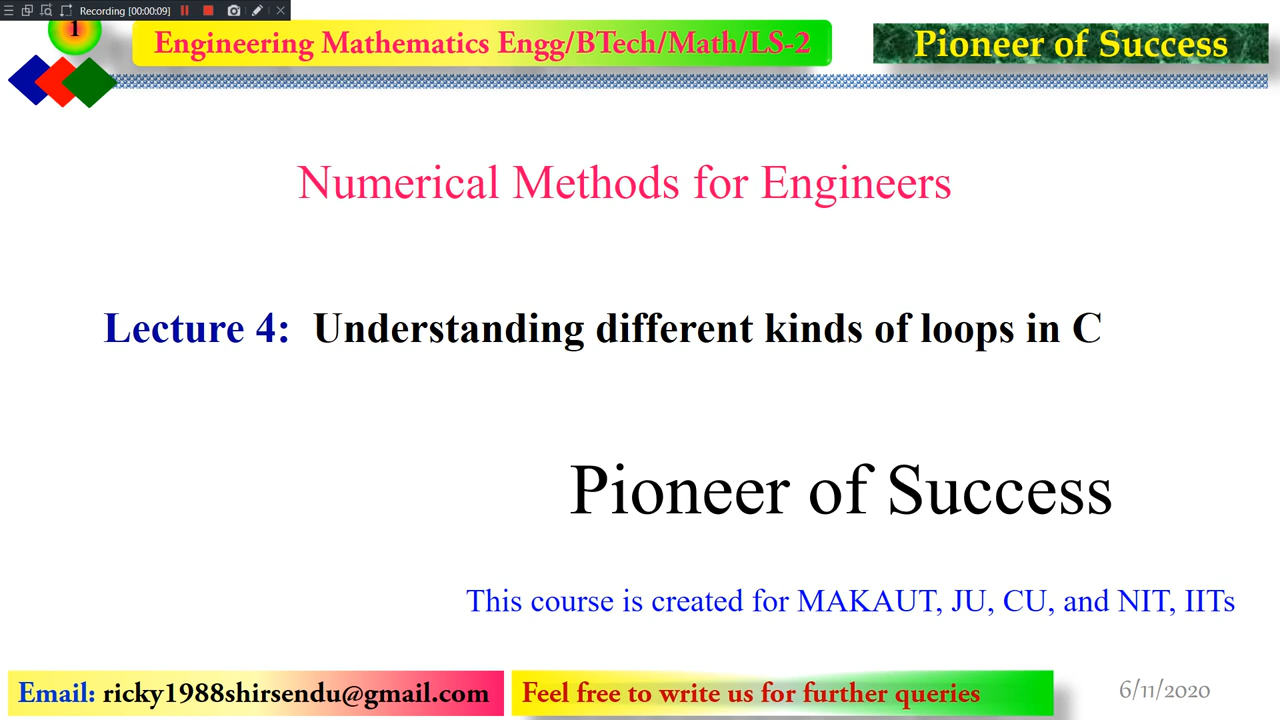 Recording [00:00:09]
1
Engineering Mathematics Engg/BTech/Math/LS-2
Pioneer of Success
Numerical Methods for Engineers
Lecture 4: Understanding different kinds of loops in C
Pioneer of Success
This course is created for MAKAUT, JU, CU, and NIT, IITs
Email: ricky1988shirsendu@gmail.com
Feel free to write us for further queries
6/11/2020